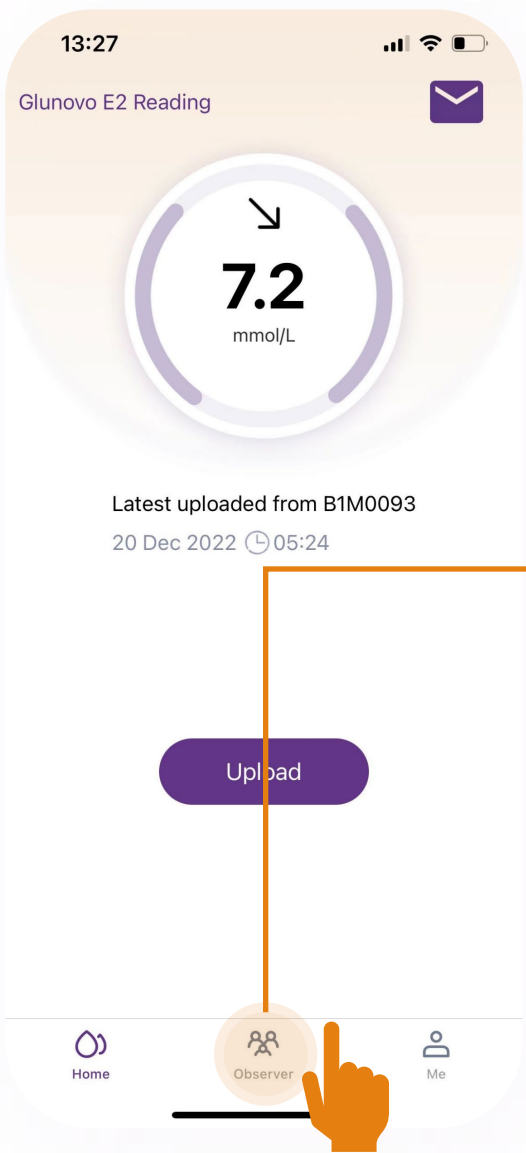 13:27
Glunovo E2 Reading
7.2
mmol/L
Latest uploaded from B1M0093
20 Dec 2022 05:24
Upload
Home Observer Me